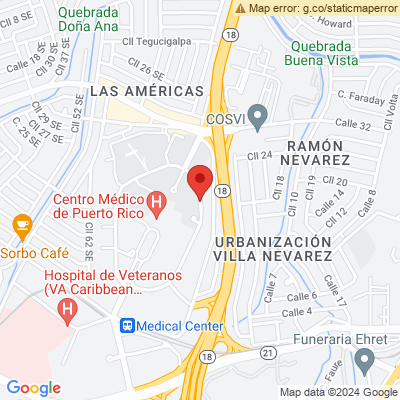 Map error: g.co/staticmaperror
Quebrada
Doña Ana
Cll 8 SE
Calle 18 SE
Cll 30 SE
Cll 37 SE
Cll Tegucigalpa
Cll 26 SE
18
C. Howard
Quebrada
Buena Vista
C. Faraday
Cll Volta
LAS AMÉRICAS
Cll 29 SE
Cll 27 SE
C. 25 SE
Cll 52 SE
COSVI
Calle 32
Cll 24
RAMÓN
NEVAREZ
Centro Médico
de Puerto Rico
18
Cll 18
Cll 10
Cll 19
Cll 20
Calle 14
Cll 12
Calle 8
Sorbo Café
Cll 62 SE
URBANIZACIÓN
VILLA NEVAREZ
Hospital de Veteranos
(VA Caribbean...
Calle 7
Calle 6
Calle 4
Calle 17
Medical Center
18
21
Funeraria Ehret
Faure
Google
Map data ©2024 Google